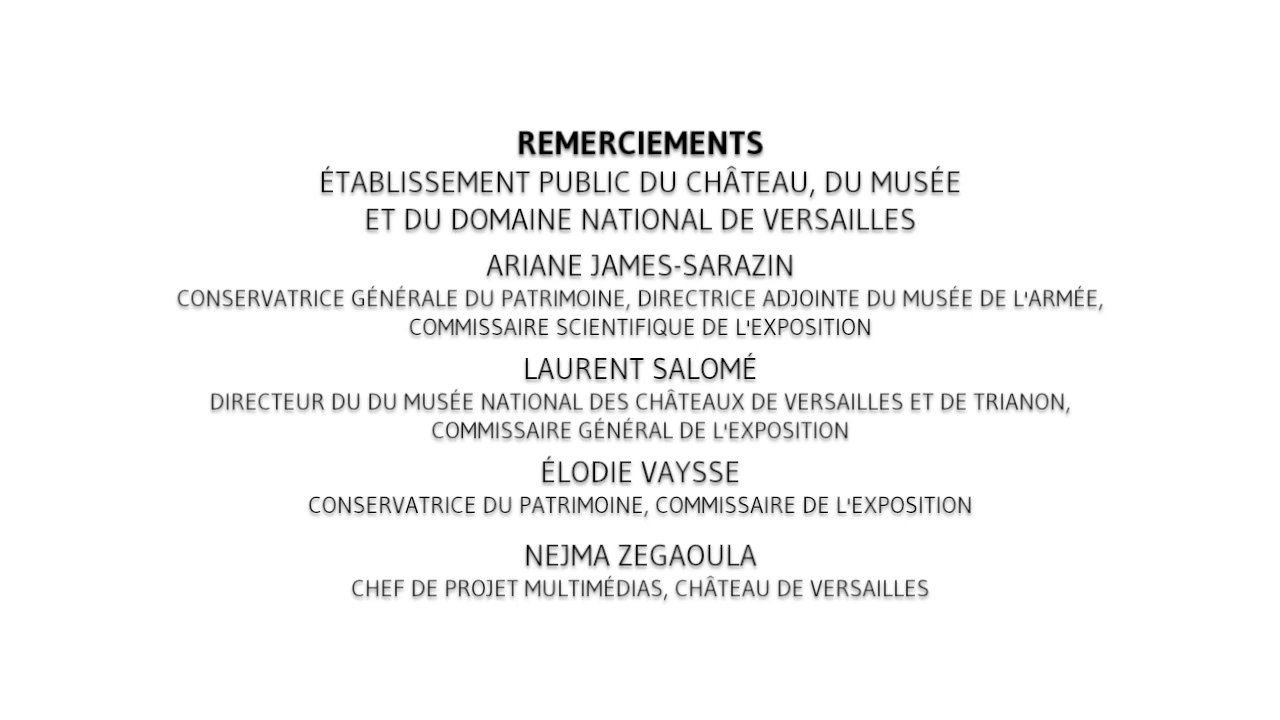 REMERCIEMENTS
ÉTABLISSEMENT PUBLIC DU CHÂTEAU, DU MUSÉE
ET DU DOMAINE NATIONAL DE VERSAILLES
ARIANE JAMES-SARAZIN
CONSERVATRICE GÉNÉRALE DU PATRIMOINE, DIRECTRICE ADJOINTE DU MUSÉE DE L'ARMÉE,
COMMISSAIRE SCIENTIFIQUE DE L'EXPOSITION
LAURENT SALOMÉ
DIRECTEUR DU DU MUSÉE NATIONAL DES CHÂTEAUX DE VERSAILLES ET DE TRIANON,
COMMISSAIRE GÉNÉRAL DE L'EXPOSITION
ÉLODIE VAYSSE
CONSERVATRICE DU PATRIMOINE, COMMISSAIRE DE L'EXPOSITION
NEJMA ZEGAOULA
CHEF DE PROJET MULTIMÉDIAS, CHÂTEAU DE VERSAILLES